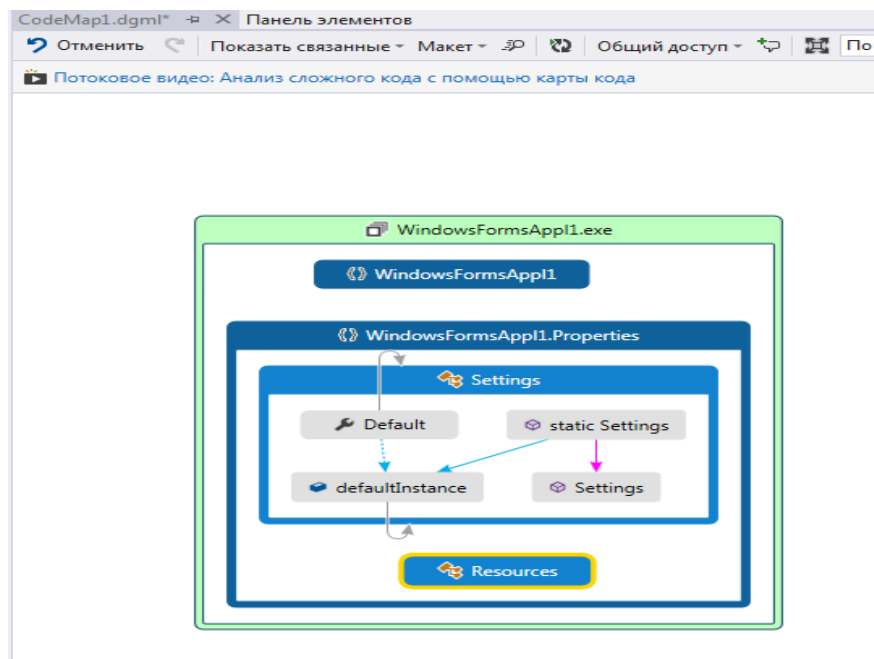 CodeMap1.dgml* Панель элементов
Отменить Показать связанные Макет Общий доступ По
Потоковое видео: Анализ сложного кода с помощью карты кода
WindowsFormsAppl1.exe
WindowsFormsAppl1
WindowsFormsAppl1.Properties
Settings
Default static Settings
defaultInstance Settings
Resources